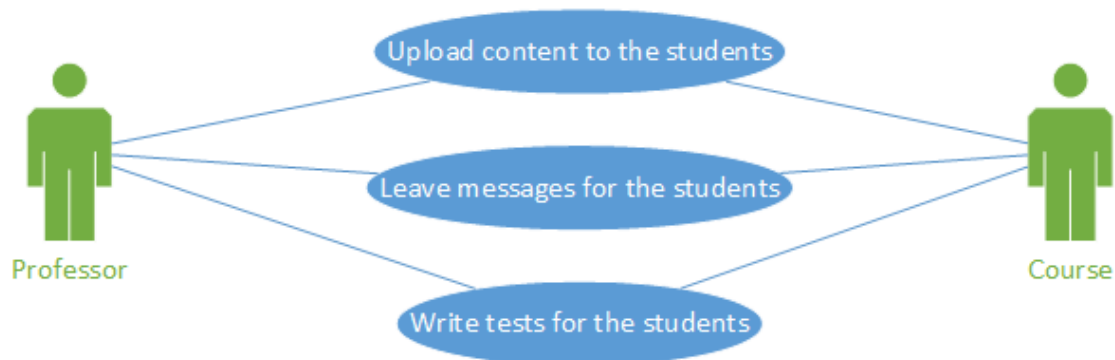 Upload content to the students
Leave messages for the students
Professor
Course
Write tests for the students